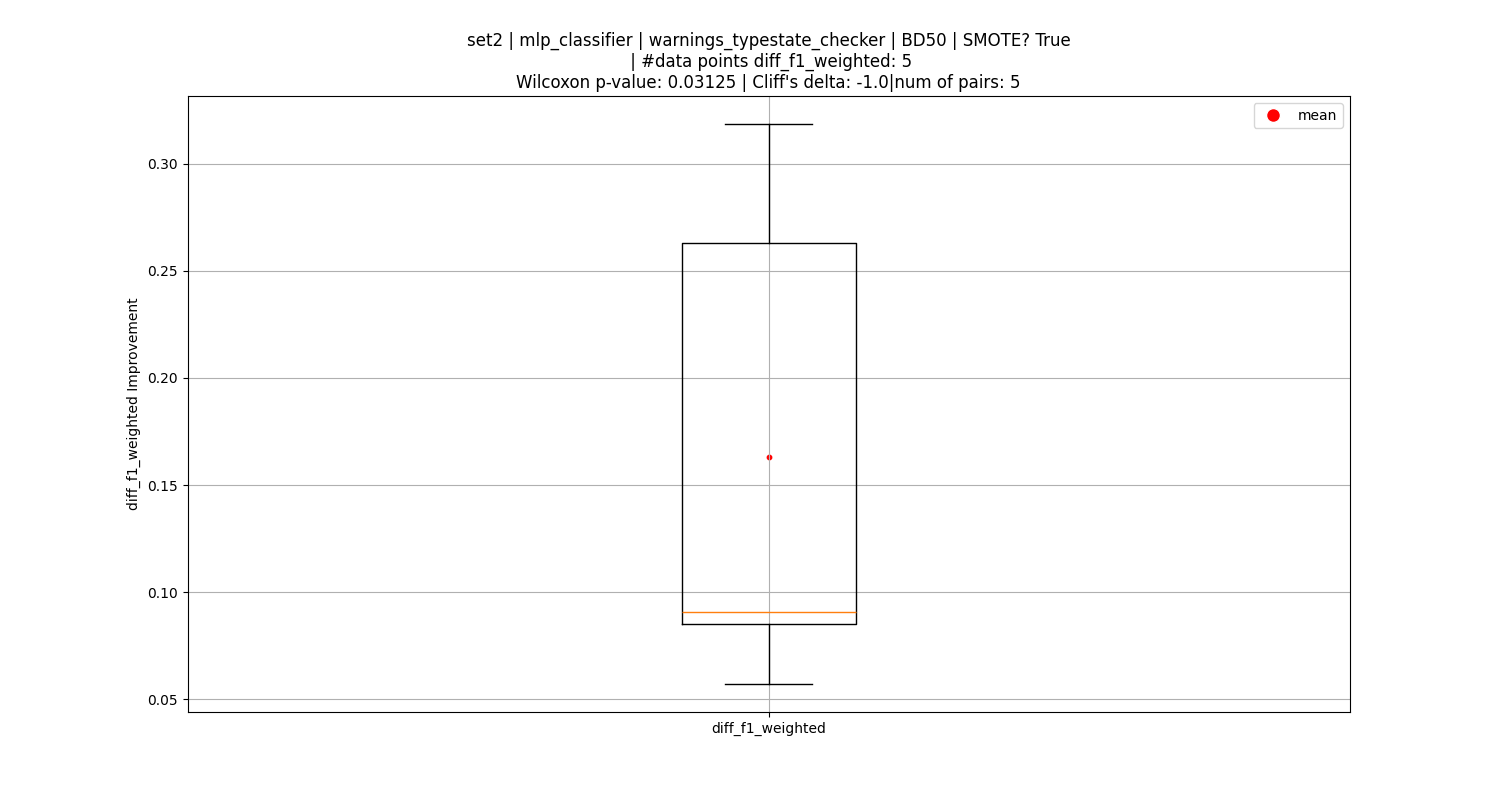 set2 | mlp_classifier | warnings_typestate_checker | BD50 | SMOTE? True
| #data points diff_f1_weighted: 5
Wilcoxon p-value: 0.03125 | Cliff's delta: -1.0|num of pairs: 5
mean
0.30
0.25
0.20
0.15
0.10
0.05
diff_f1_weighted Improvement
diff_f1_weighted